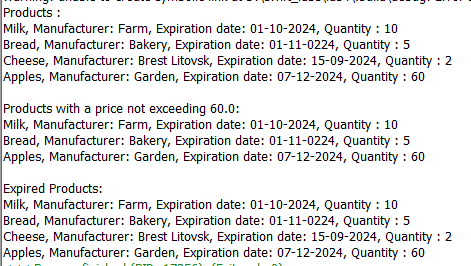 Products :
Milk, Manufacturer: Farm, Expiration date: 01-10-2024, Quantity : 10
Bread, Manufacturer: Bakery, Expiration date: 01-11-0224, Quantity : 5
Cheese, Manufacturer: Brest Litovsk, Expiration date: 15-09-2024, Quantity : 2
Apples, Manufacturer: Garden, Expiration date: 07-12-2024, Quantity : 60
Products with a price not exceeding 60.0:
Milk, Manufacturer: Farm, Expiration date: 01-10-2024, Quantity : 10
Bread, Manufacturer: Bakery, Expiration date: 01-11-0224, Quantity : 5
Apples, Manufacturer: Garden, Expiration date: 07-12-2024, Quantity : 60
Expired Products:
Milk, Manufacturer: Farm, Expiration date: 01-10-2024, Quantity : 10
Bread, Manufacturer: Bakery, Expiration date: 01-11-0224, Quantity : 5
Cheese, Manufacturer: Brest Litovsk, Expiration date: 15-09-2024, Quantity : 2
Apples, Manufacturer: Garden, Expiration date: 07-12-2024, Quantity : 60